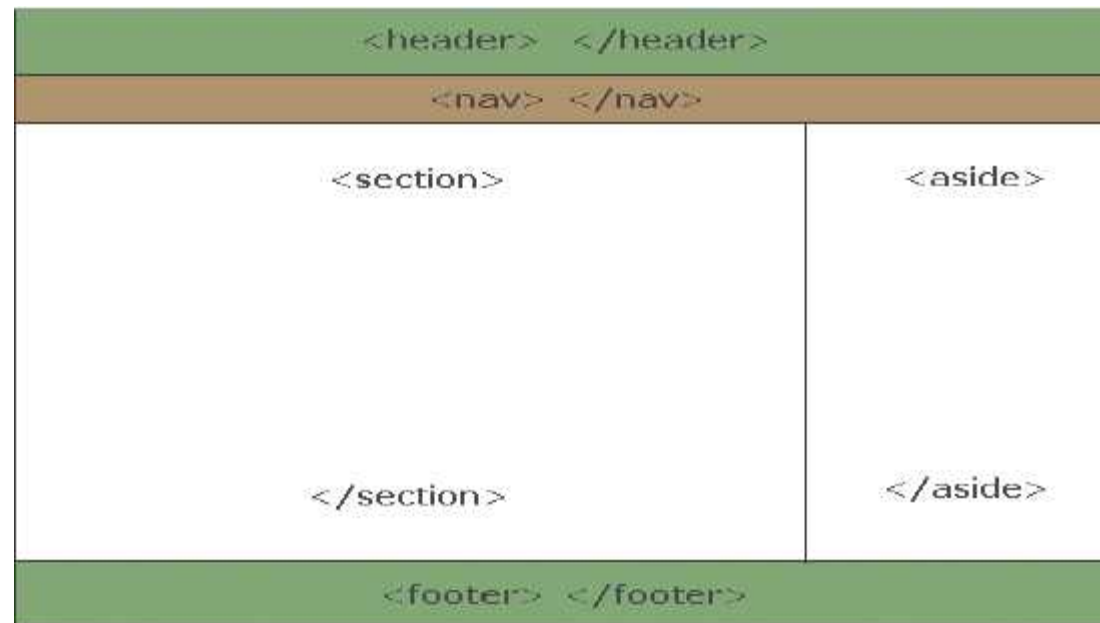 <header> </header>
<nav> </nav>
<section>
<aside>
</section>
</aside>
<footer> </footer>